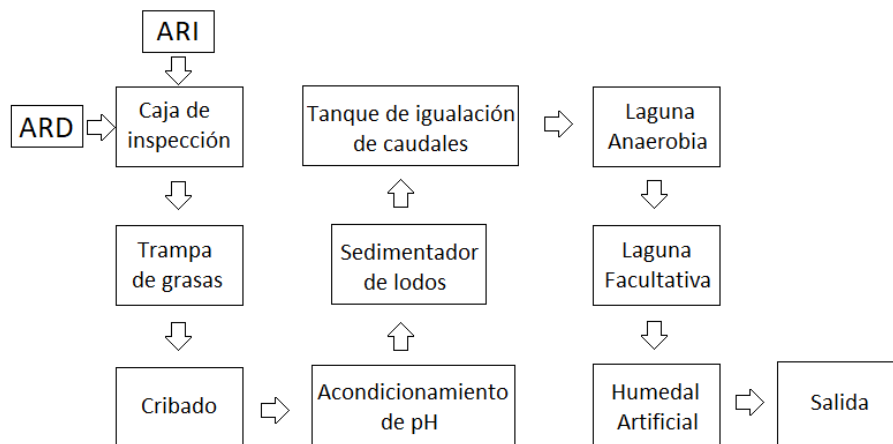 ARI
ARD
Caja de
inspección
Trampa
de grasas
Cribado
Acondicionamiento
de pH
Sedimentador
de lodos
Tanque de igualación
de caudales
Laguna
Anaerobia
Laguna
Facultativa
Humedal
Artificial
Salida